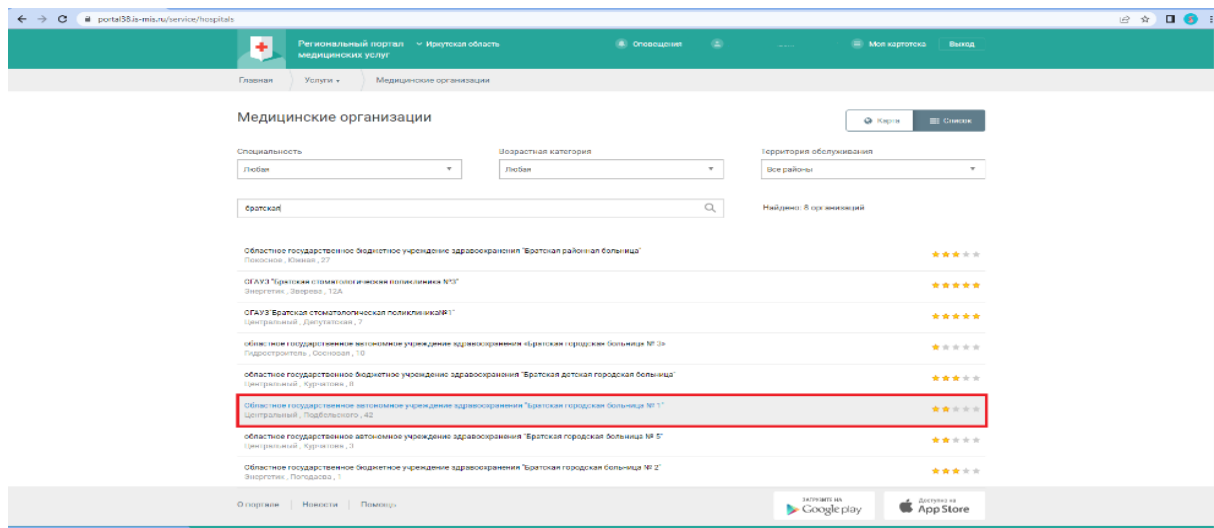 portal38.is-mis.ru/service/hospitals
Региональный портал медицинских услуг
Иркутская область
Оповещения
Моя картотека
Выход
Главная
Услуги
Медицинские организации
Медицинские организации
Карта
Список
Специальность
Возрастная категория
Территория обслуживания
Любая
Любая
Все районы
братская
Найдено: 8 организаций
Областное государственное бюджетное учреждение здравоохранения "Братская районная больница"
Покосное , Южная , 27
ОГАУЗ "Братская стоматологическая поликлиника №3"
Энергетик , Зверева , 12А
ОГАУЗ"Братская стоматологическая поликлиника№1"
Центральный , Депутатская , 7
областное государственное автономное учреждение здравоохранения «Братская городская больница № 3»
Гидростроитель , Сосновая , 10
областное государственное бюджетное учреждение здравоохранения "Братская детская городская больница"
Центральный , Курчатова , 8
Областное государственное автономное учреждение здравоохранения "Братская городская больница № 1"
Центральный , Подбельского , 42
областное государственное автономное учреждение здравоохранения "Братская городская больница № 5"
Центральный , Курчатова , 3
Областное государственное бюджетное учреждение здравоохранения "Братская городская больница № 2"
Энергетик , Погодаева , 1
О портале
Новости
Помощь
ЗАГРУЗИТЕ НА
Google play
Доступно на
App Store